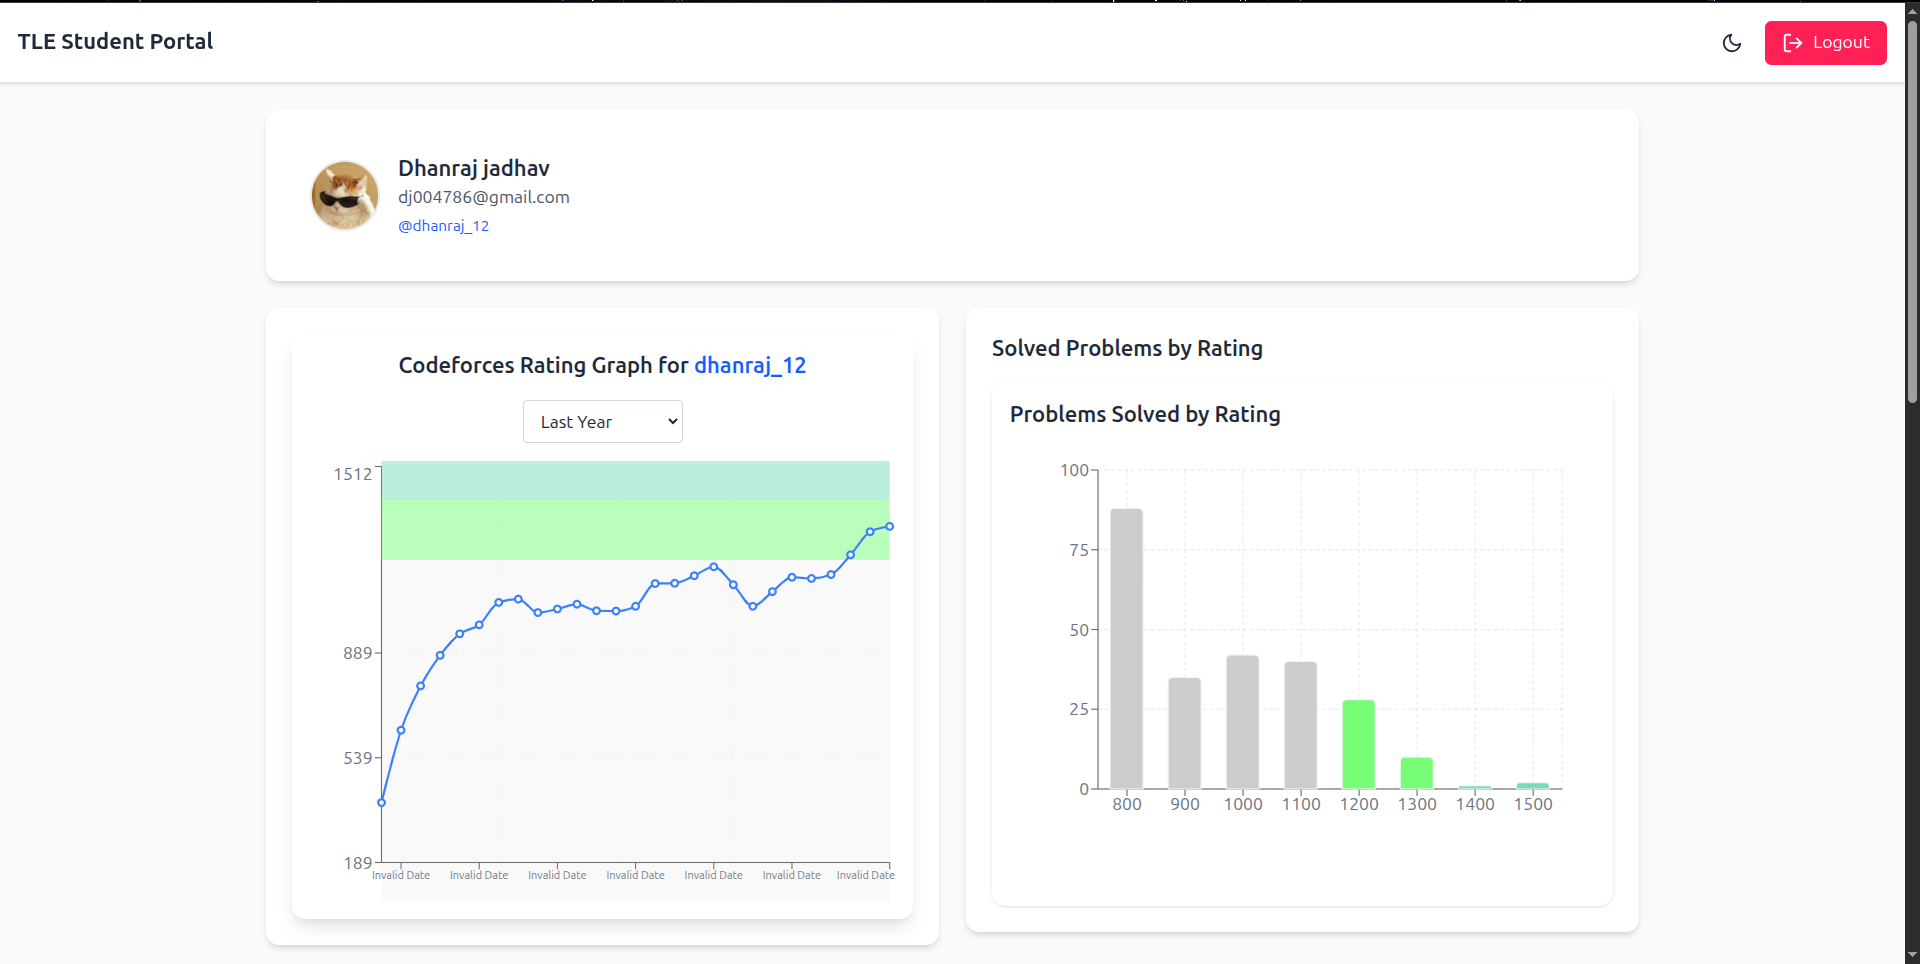 TLE Student Portal
Logout
Dhanraj jadhav
dj004786@gmail.com
@dhanraj_12
Codeforces Rating Graph for dhanraj_12
Last Year
1512
889
539
189
Invalid Date Invalid Date Invalid Date Invalid Date Invalid Date Invalid Date Invalid Date
Solved Problems by Rating
Problems Solved by Rating
100
75
50
25
0
800 900 1000 1100 1200 1300 1400 1500